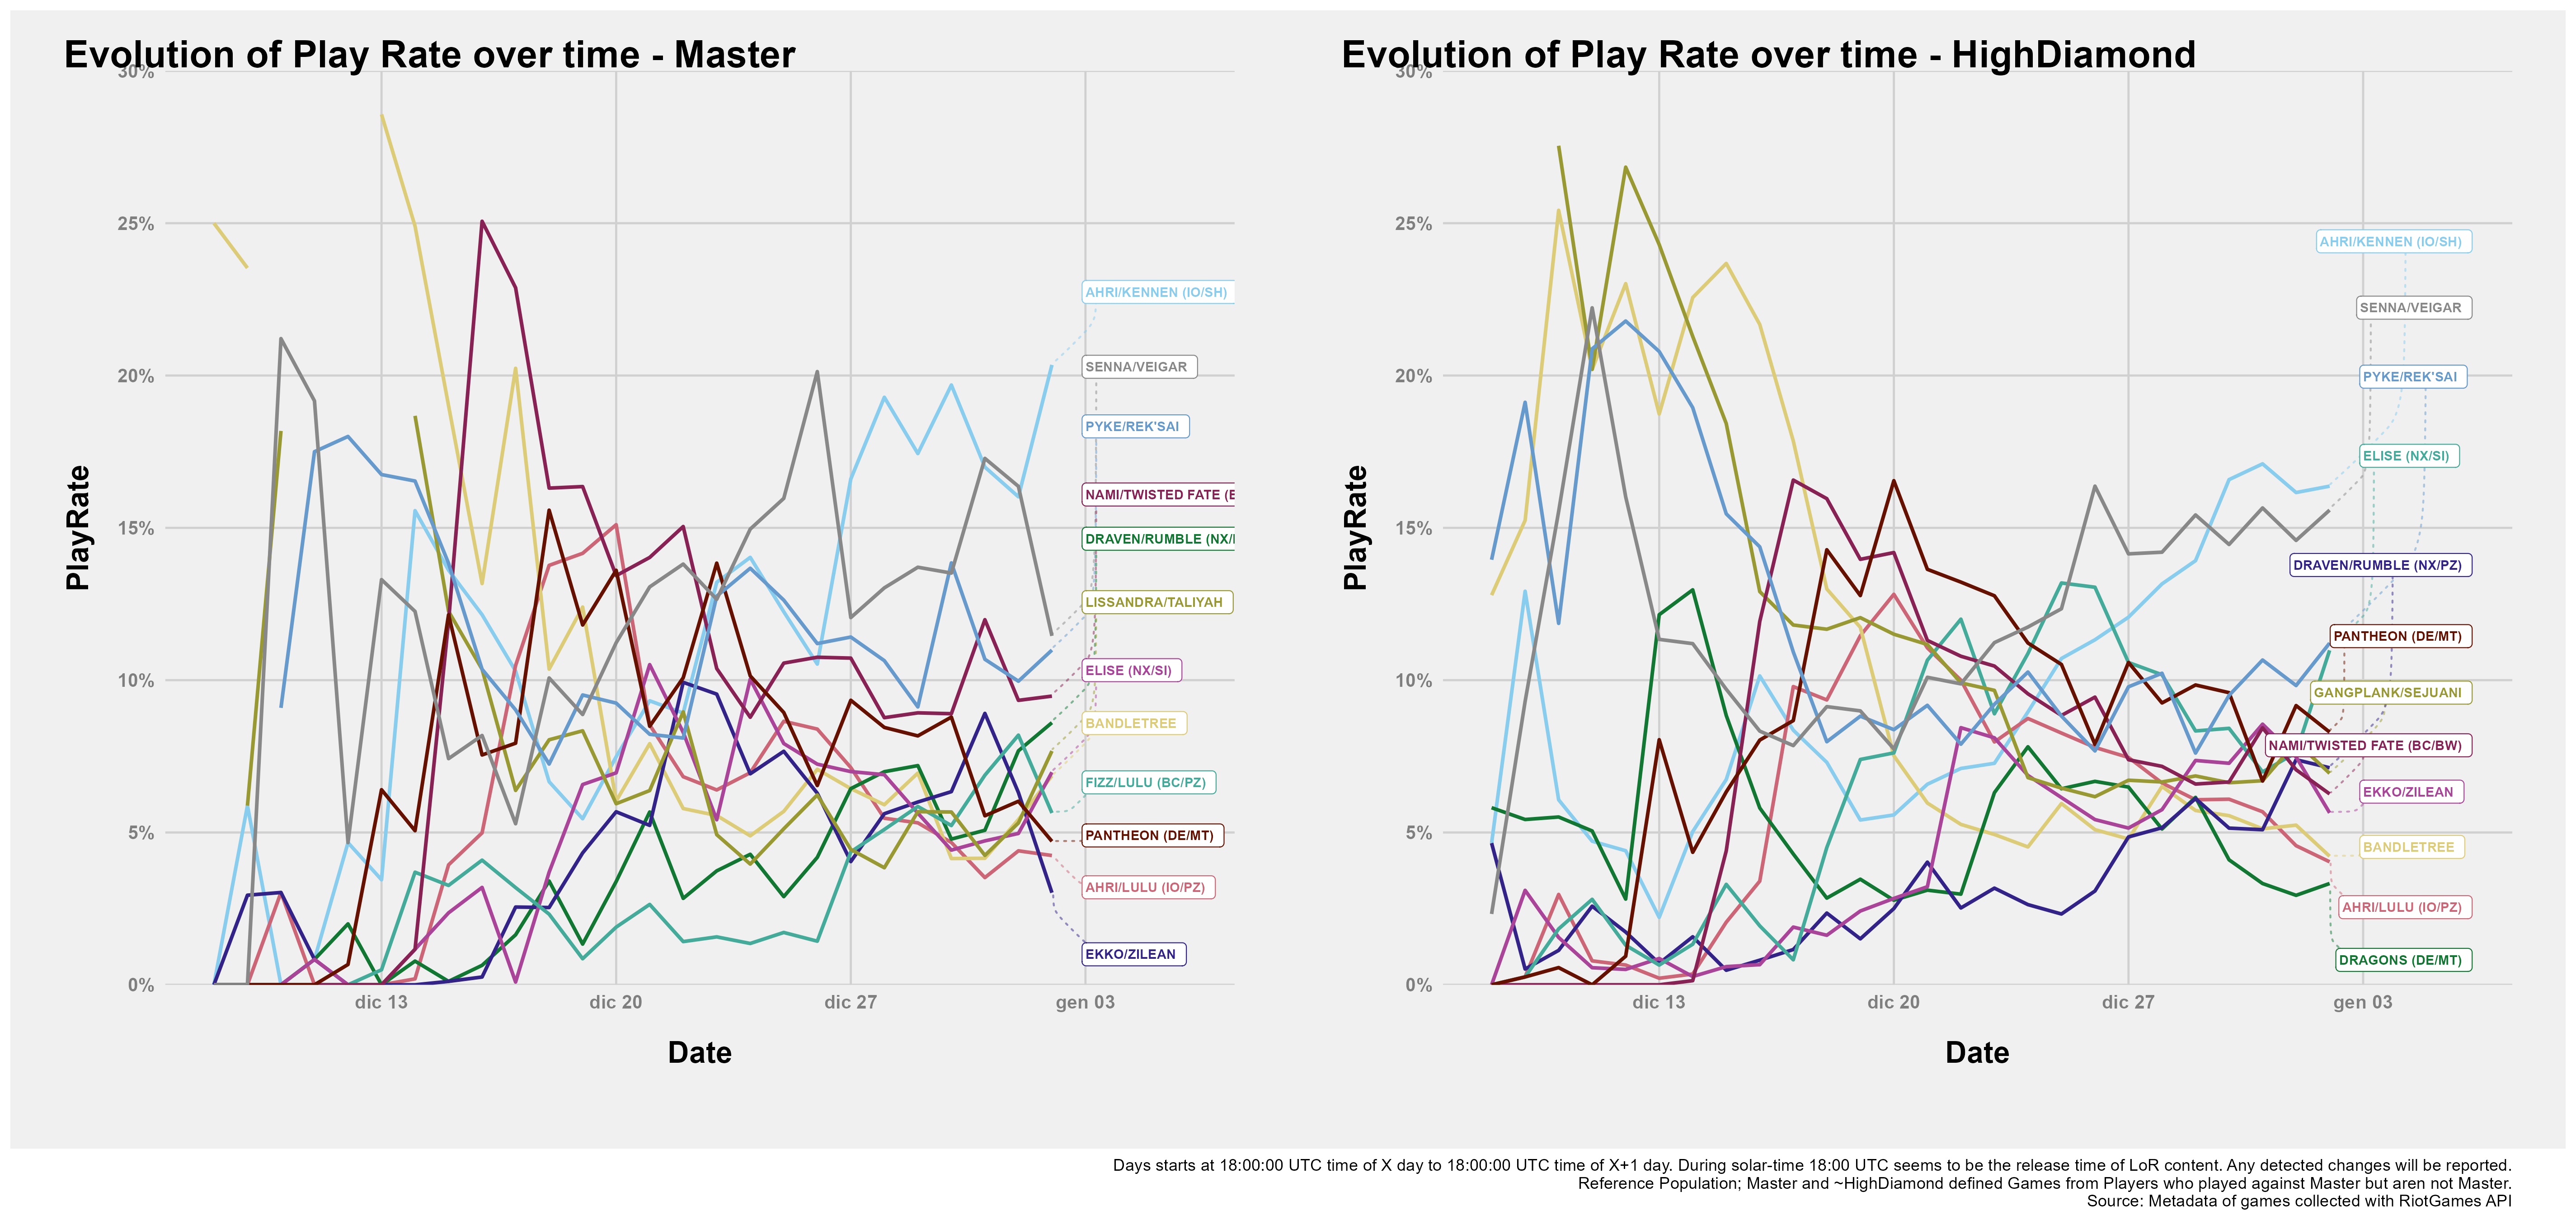 Evolution of Play Rate over time - Master
30%
25%
20%
15%
10%
5%
0%
PlayRate
dic 13
dic 20
dic 27
gen 03
Date
AHRI/KENNEN (IO/SH)
SENNA/VEIGAR
PYKE/REK'SAI
NAMI/TWISTED FATE (B
DRAVEN/RUMBLE (NX/
LISSANDRA/TALIYAH
ELISE (NX/SI)
BANDLETREE
FIZZ/LULU (BC/PZ)
PANTHEON (DE/MT)
AHRI/LULU (IO/PZ)
EKKO/ZILEAN
Evolution of Play Rate over time - HighDiamond
30%
25%
20%
15%
10%
5%
0%
PlayRate
dic 13
dic 20
dic 27
gen 03
Date
AHRI/KENNEN (IO/SH)
SENNA/VEIGAR
PYKE/REK'SAI
ELISE (NX/SI)
DRAVEN/RUMBLE (NX/PZ)
PANTHEON (DE/MT)
GANGPLANK/SEJUANI
NAMI/TWISTED FATE (BC/BW)
EKKO/ZILEAN
BANDLETREE
AHRI/LULU (IO/PZ)
DRAGONS (DE/MT)
Days starts at 18:00:00 UTC time of X day to 18:00:00 UTC time of X+1 day. During solar-time 18:00 UTC seems to be the release time of LoR content. Any detected changes will be reported.
Reference Population; Master and ~HighDiamond defined Games from Players who played against Master but aren not Master.
Source: Metadata of games collected with RiotGames API